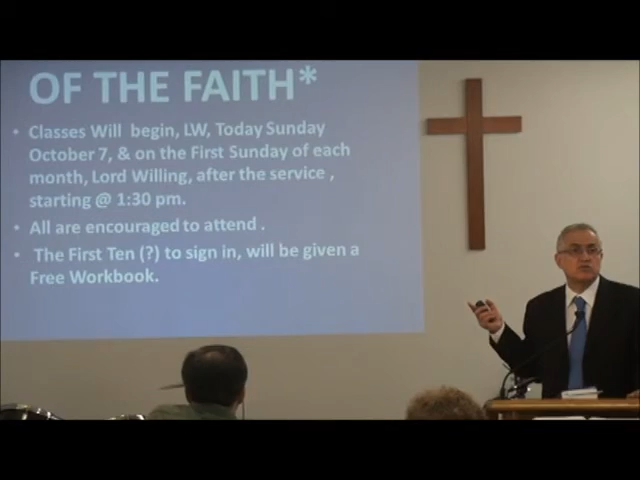 OF THE FAITH*
• Classes Will begin, LW, Today Sunday
October 7, & on the First Sunday of each
month, Lord Willing, after the service ,
starting @ 1:30 pm.
• All are encouraged to attend .
• The First Ten (?) to sign in, will be given a
Free Workbook.